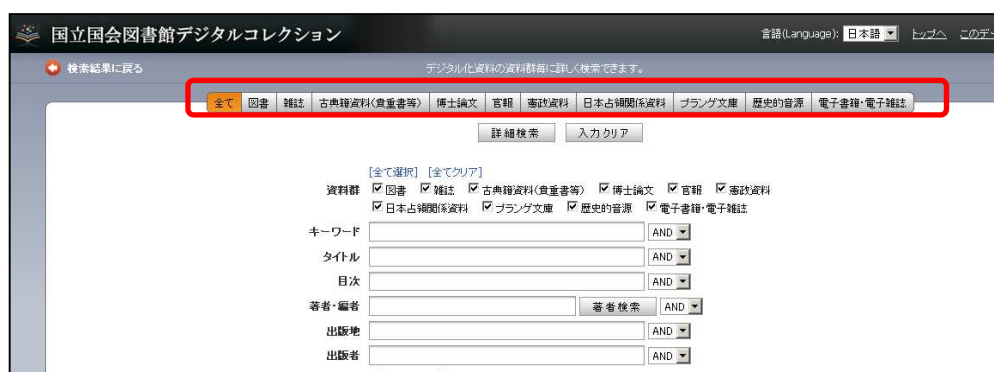 国立国会図書館デジタルコレクション 言語(Language): 日本語 トップへ このデー
検索結果に戻る デジタル化資料の資料群毎に詳しく検索できます。
全て 図書 雑誌 古典籍資料(貴重書等) 博士論文 官報 憲政資料 日本占領関係資料 プランゲ文庫 歴史的音源 電子書籍・電子雑誌
詳細検索 入力クリア
[全て選択] [全てクリア]
資料群 図書 雑誌 古典籍資料(貴重書等) 博士論文 官報 憲政資料
日本占領関係資料 プランゲ文庫 歴史的音源 電子書籍・電子雑誌
キーワード AND
タイトル AND
目次 AND
著者・編者 著者検索 AND
出版地 AND
出版者 AND